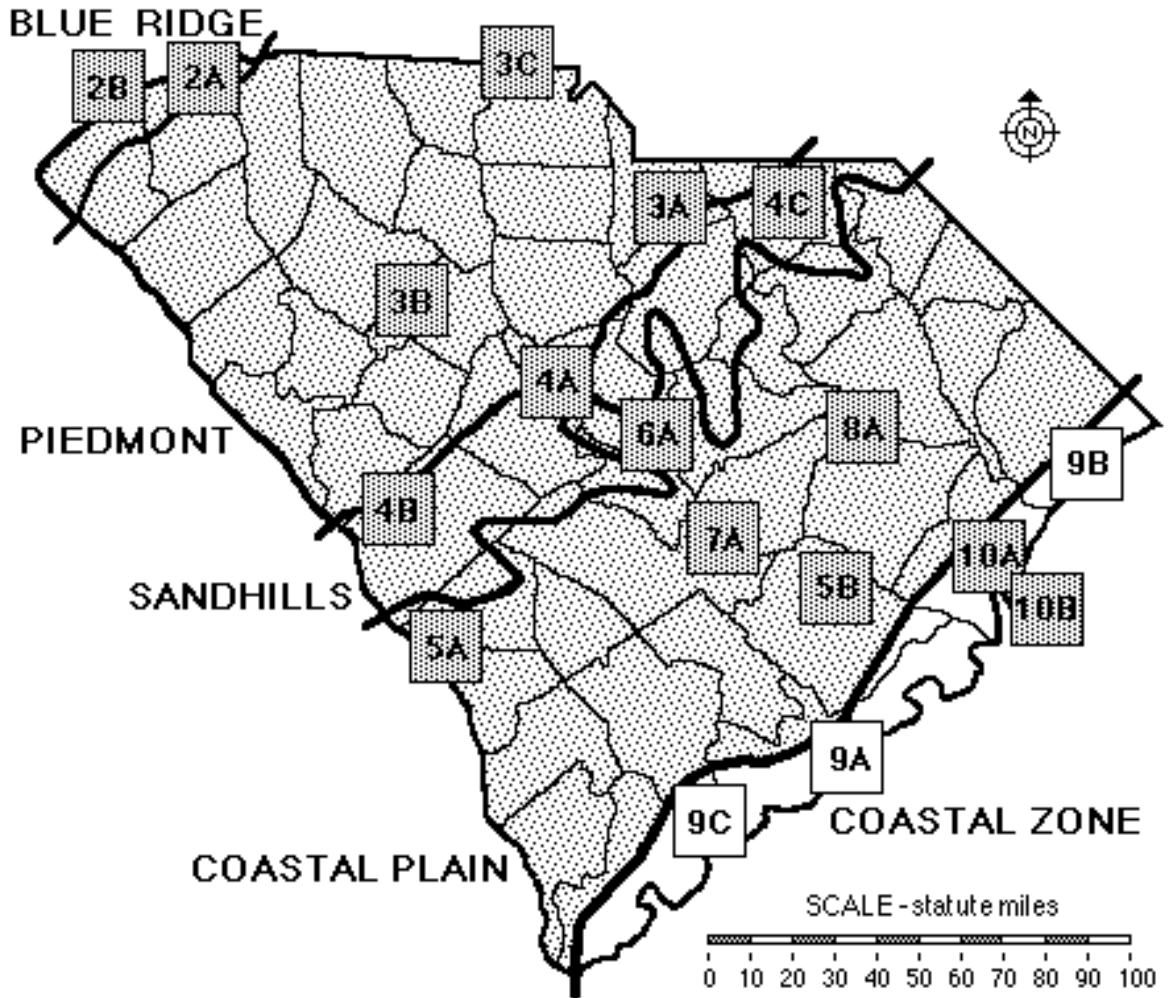 BLUE RIDGE
2B
2A
3C
N
3A
4C
3B
4A
6A
8A
PIEDMONT
9B
4B
7A
10A
SANDHILLS
5B
10B
5A
9A
9C
COASTAL ZONE
COASTAL PLAIN
SCALE - statute miles
0 10 20 30 40 50 60 70 80 90 100